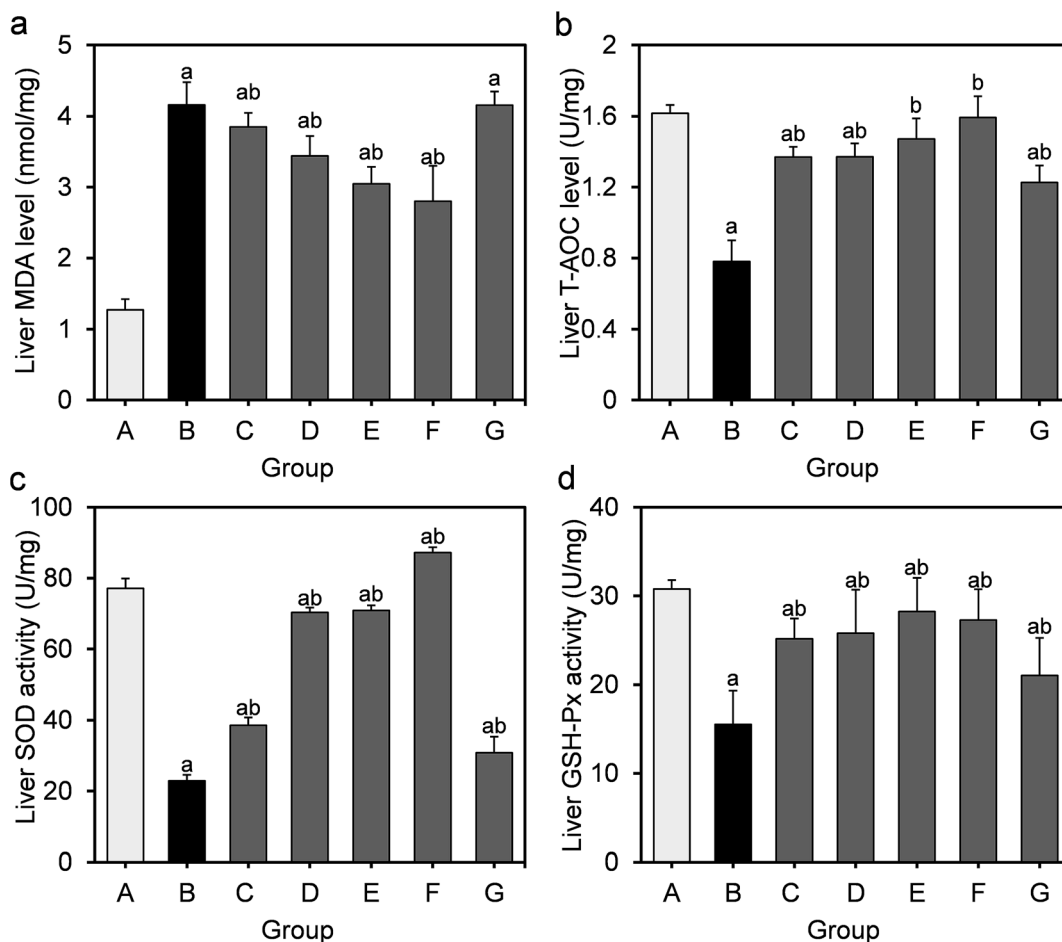 a
Liver MDA level (nmol/mg)
5
4
3
2
1
0
a
ab
ab
ab
ab
a
A B C D E F G
Group
b
Liver T-AOC level (U/mg)
2
1.6
1.2
0.8
0.4
0
a
ab
ab
b
b
ab
A B C D E F G
Group
c
Liver SOD activity (U/mg)
100
80
60
40
20
0
a
ab
ab
ab
ab
ab
A B C D E F G
Group
d
Liver GSH-Px activity (U/mg)
40
30
20
10
0
a
ab
ab
ab
ab
ab
A B C D E F G
Group